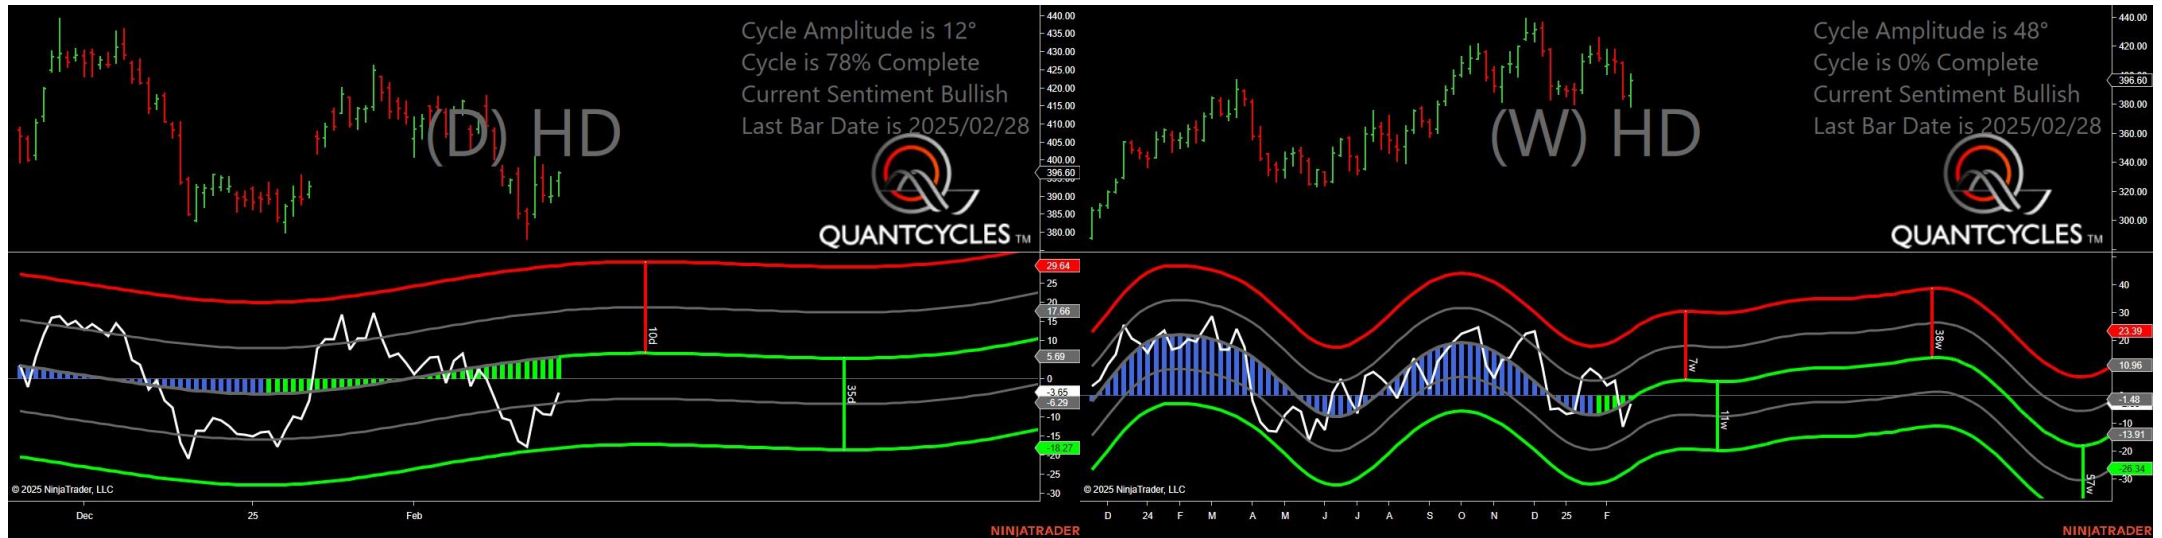 Cycle Amplitude is 12°
Cycle is 78% Complete
Current Sentiment Bullish
Last Bar Date is 2025/02/28
(D) HD
QUANTCYCLES TM
440.00
435.00
430.00
425.00
420.00
415.00
410.00
405.00
400.00
396.60
390.00
385.00
380.00
29.64
25
20
17.66
15
10
5.69
0
-3.65
-6.29
-10
-15
-18.27
-20
-25
-30
10d
35d
© 2025 NinjaTrader, LLC
Dec
25
Feb
NINJATRADER
Cycle Amplitude is 48°
Cycle is 0% Complete
Current Sentiment Bullish
Last Bar Date is 2025/02/28
(W) HD
QUANTCYCLES TM
440.00
420.00
396.60
380.00
360.00
340.00
320.00
300.00
40
30
23.39
20
10.96
-1.48
-10
-13.91
-20
-26.34
-30
7w
11w
38w
57w
© 2025 NinjaTrader, LLC
D 24 F M A M J J A S O N D 25 F
NINJATRADER